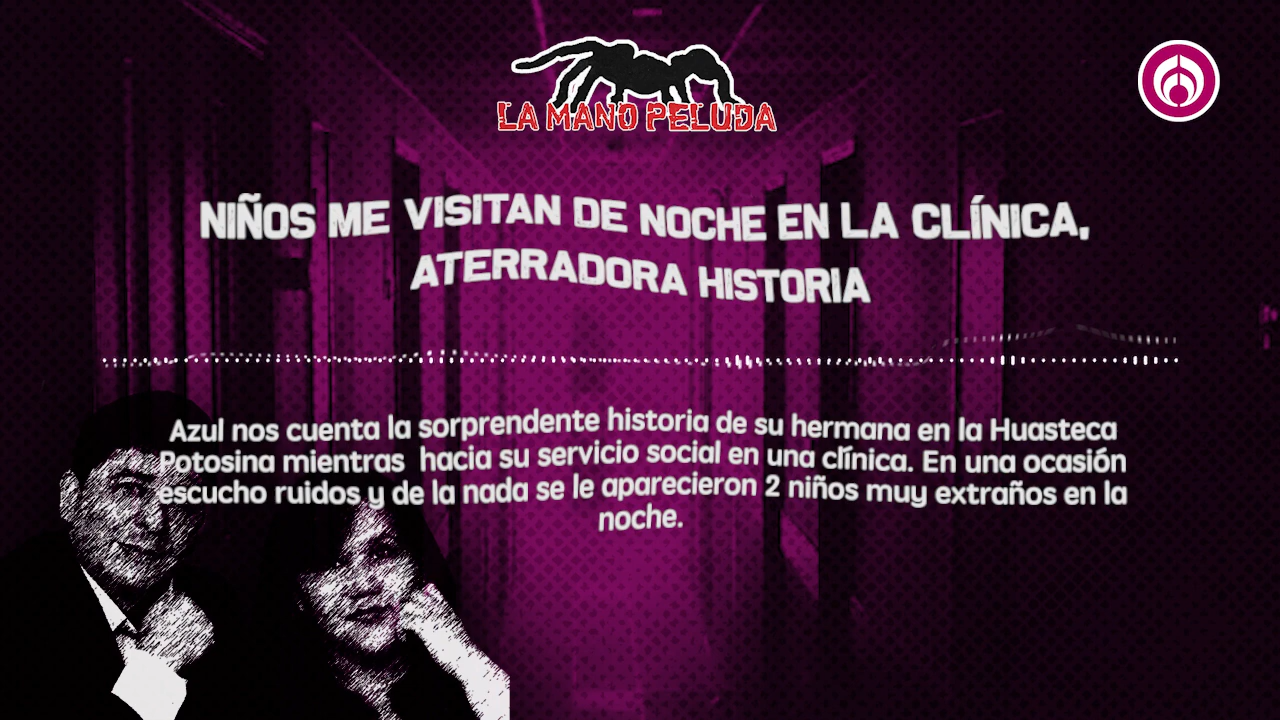 LA MANO PELUDA
NIÑOS ME VISITAN DE NOCHE EN LA CLÍNICA,
ATERRADORA HISTORIA
Azul nos cuenta la sorprendente historia de su hermana en la Huasteca
Potosina mientras  hacia su servicio social en una clínica. En una ocasión
escucho ruidos y de la nada se le aparecieron 2 niños muy extraños en la
noche.